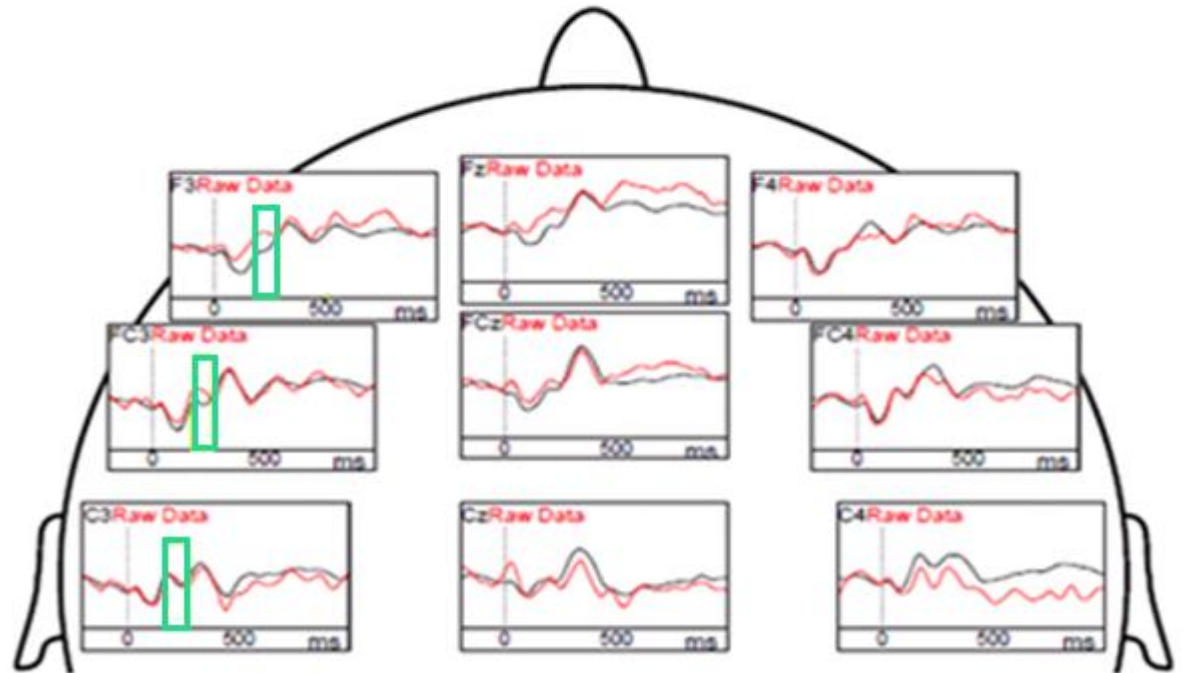 F3Raw Data
0 500 ms
FzRaw Data
0 500 ms
F4Raw Data
0 500 ms
FC3Raw Data
0 500 ms
FCzRaw Data
0 500 ms
FC4Raw Data
0 500 ms
C3Raw Data
0 500 ms
CzRaw Data
0 500 ms
C4Raw Data
0 500 ms